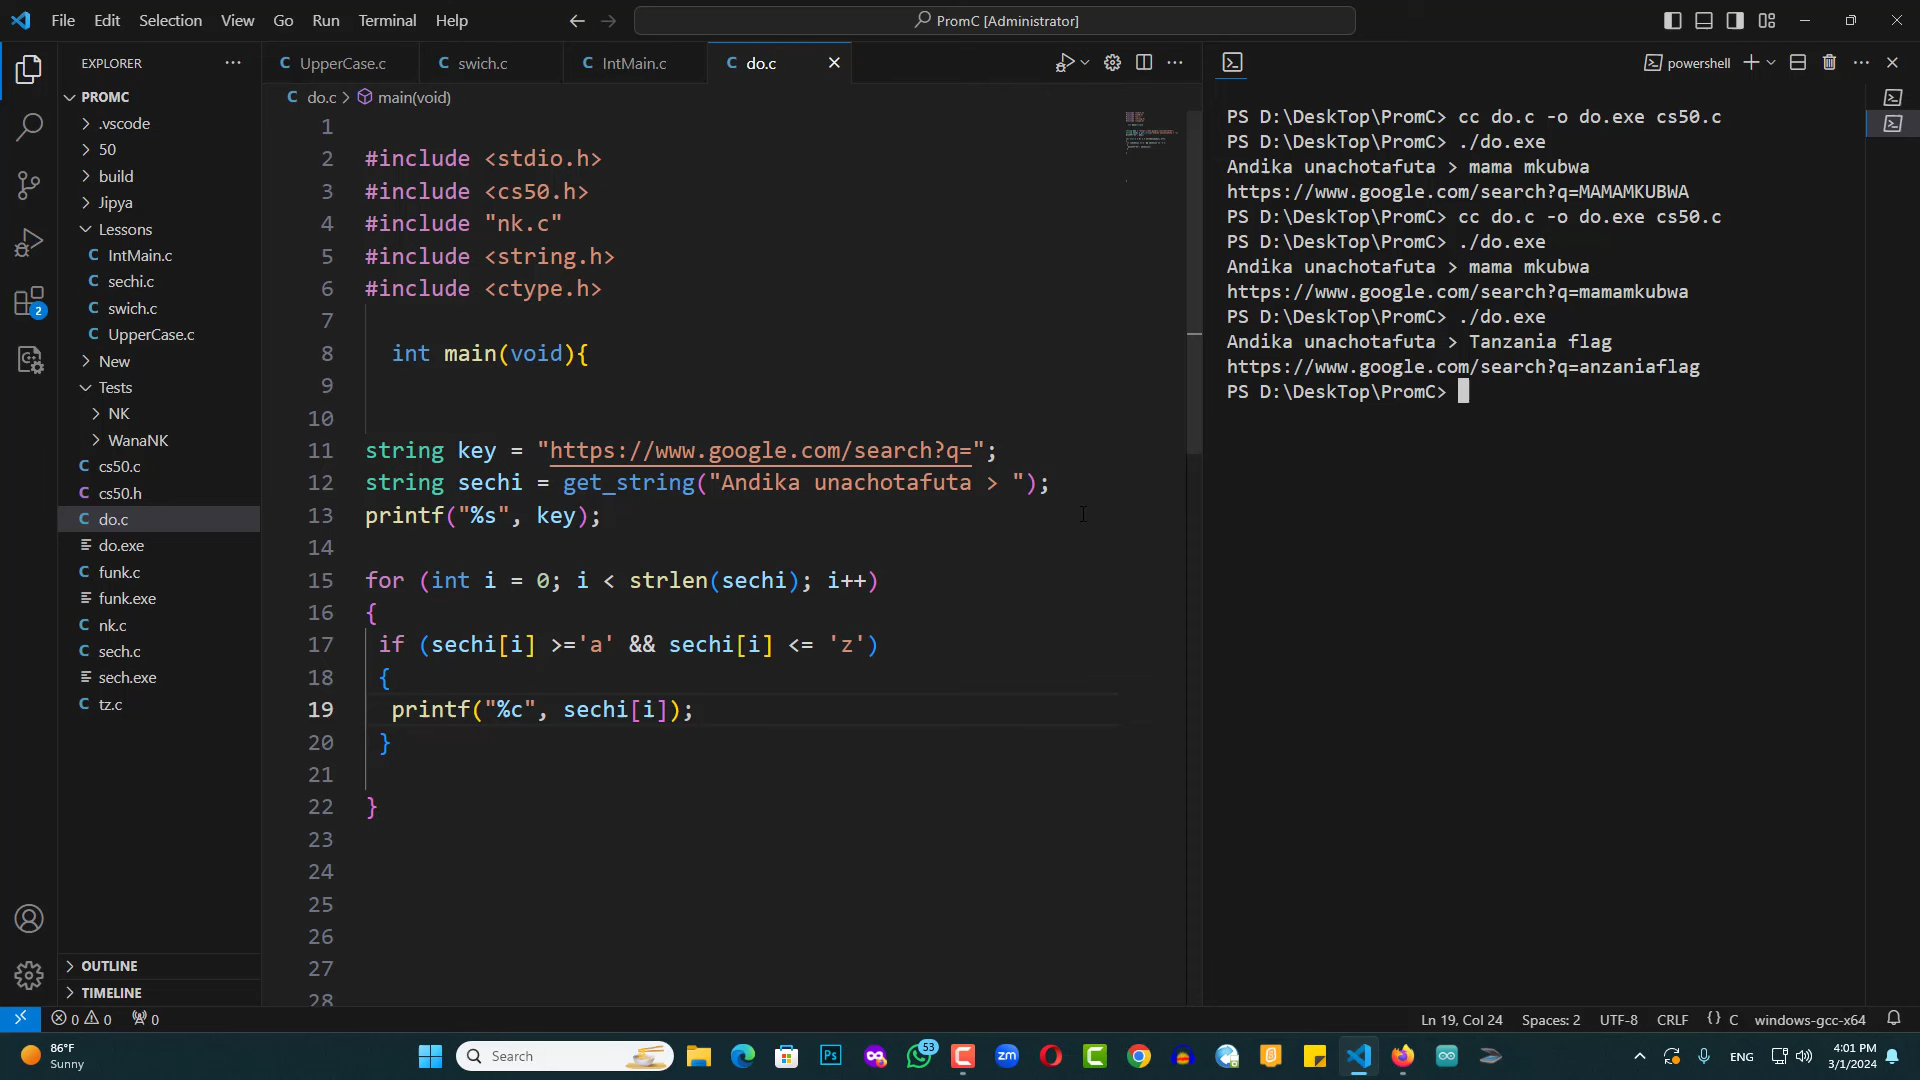 File Edit Selection View Go Run Terminal Help
PromC [Administrator]
EXPLORER
PROMC
.vscode
50
build
Jipya
Lessons
C IntMain.c
C sechi.c
C swich.c
C UpperCase.c
New
Tests
NK
WanaNK
C cs50.c
C cs50.h
C do.c
do.exe
C funk.c
funk.exe
C nk.c
C sech.c
sech.exe
C tz.c
OUTLINE
TIMELINE
2
C UpperCase.c C swich.c C IntMain.c C do.c
C do.c > main(void)
1
2 #include <stdio.h>
3 #include <cs50.h>
4 #include "nk.c"
5 #include <string.h>
6 #include <ctype.h>
7
8 int main(void){
9
10
11 string key = "https://www.google.com/search?q=";
12 string sechi = get_string("Andika unachotafuta > ");
13 printf("%s", key);
14
15 for (int i = 0; i < strlen(sechi); i++)
16 {
17 if (sechi[i] >='a' && sechi[i] <= 'z')
18 {
19 printf("%c", sechi[i]);
20 }
21
22 }
23
24
25
26
27
28
powershell
PS D:\DeskTop\PromC> cc do.c -o do.exe cs50.c
PS D:\DeskTop\PromC> ./do.exe
Andika unachotafuta > mama mkubwa
https://www.google.com/search?q=MAMAMKUBWA
PS D:\DeskTop\PromC> cc do.c -o do.exe cs50.c
PS D:\DeskTop\PromC> ./do.exe
Andika unachotafuta > mama mkubwa
https://www.google.com/search?q=mamamkubwa
PS D:\DeskTop\PromC> ./do.exe
Andika unachotafuta > Tanzania flag
https://www.google.com/search?q=anzaniaflag
PS D:\DeskTop\PromC>
0 0 0
Ln 19, Col 24 Spaces: 2 UTF-8 CRLF {} C windows-gcc-x64
86°F
Sunny
Search
Ps
53
zm
ENG
4:01 PM
3/1/2024